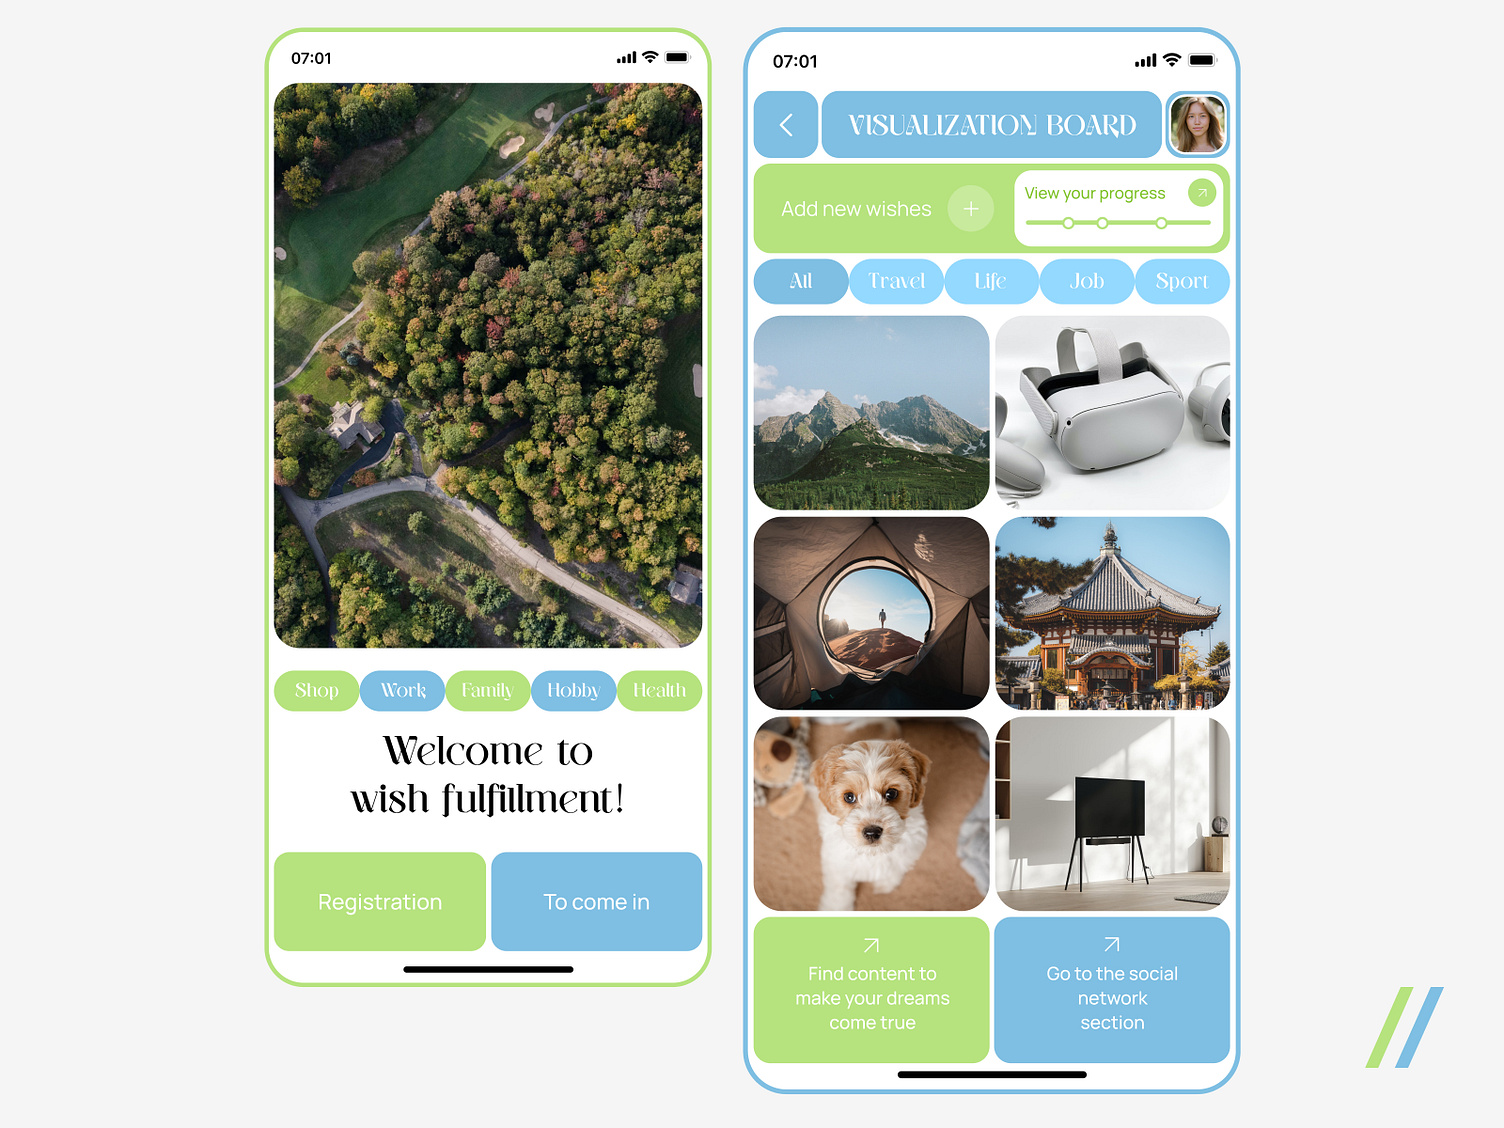 07:01
Shop
Work
Family
Hobby
Health
Welcome to
wish fulfillment!
Registration
To come in
07:01
VISUALIZATION BOARD
Add new wishes
View your progress
All
Travel
Life
Job
Sport
Find content to
make your dreams
come true
Go to the social
network
section